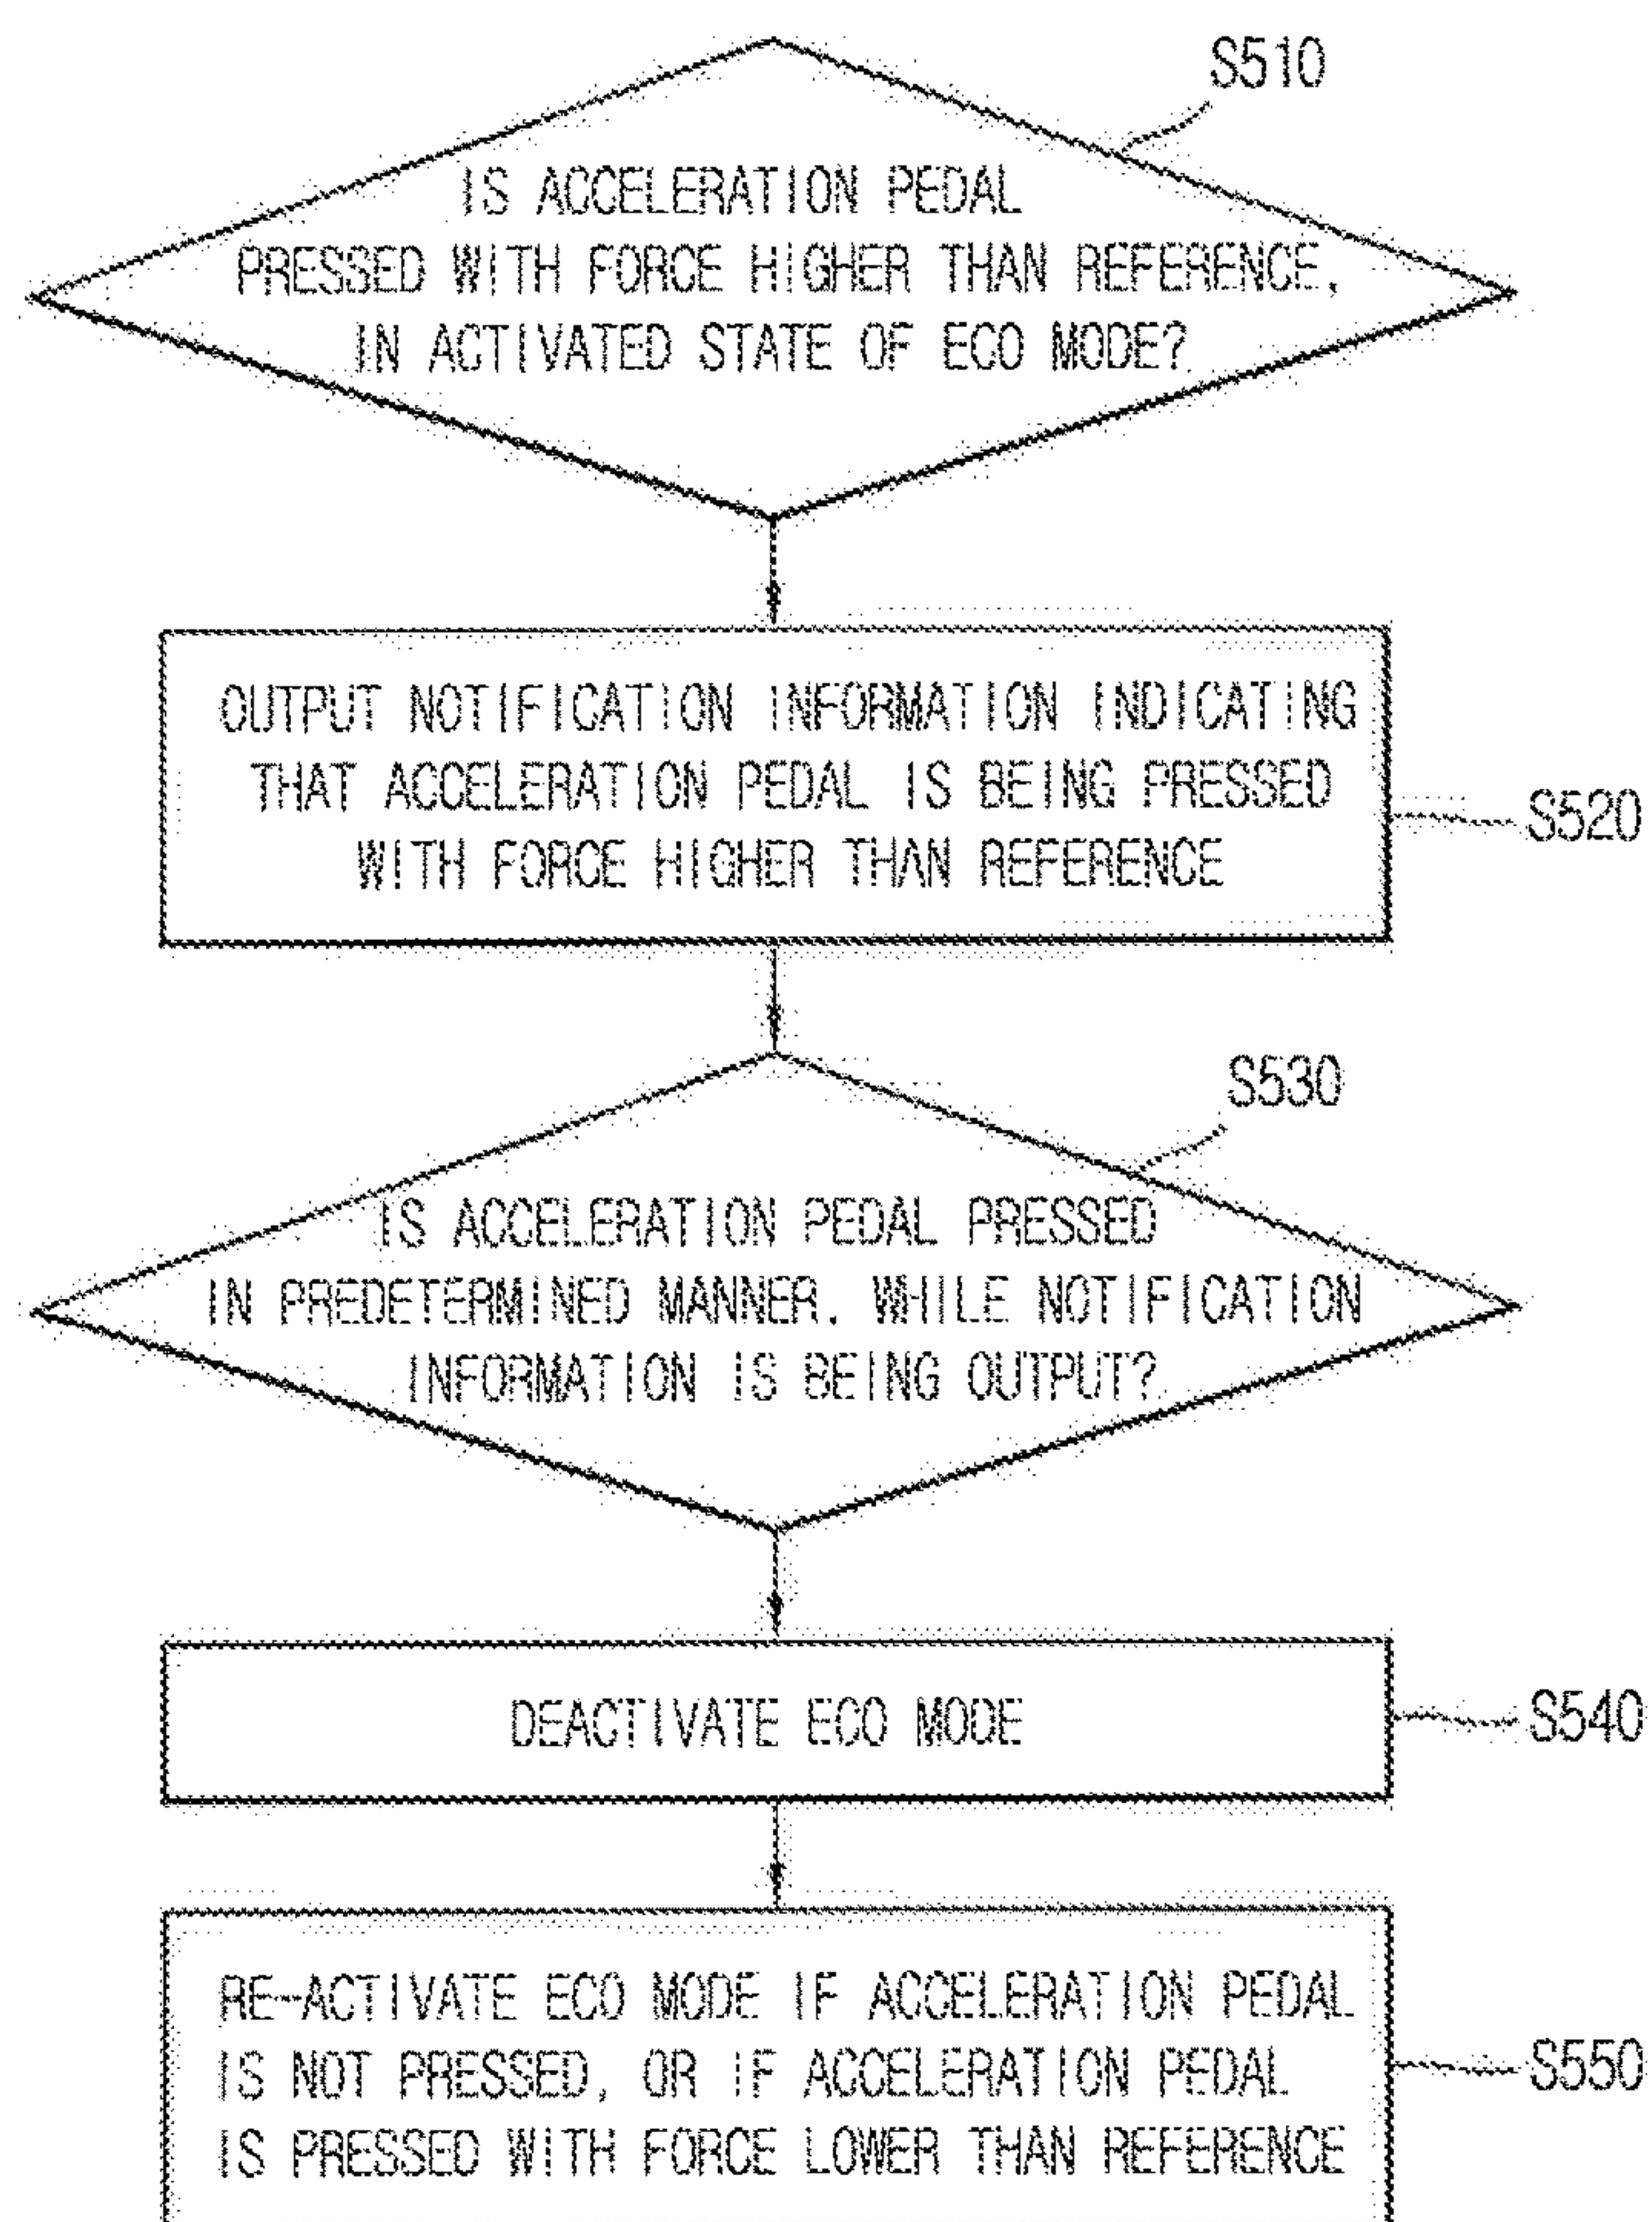 S510
IS ACCELERATION PEDAL
PRESSED WITH FORCE HIGHER THAN REFERENCE,
IN ACTIVATED STATE OF ECO MODE?
OUTPUT NOTIFICATION INFORMATION INDICATING
THAT ACCELERATION PEDAL IS BEING PRESSED
WITH FORCE HIGHER THAN REFERENCE
S520
S530
IS ACCELERATION PEDAL PRESSED
IN PREDETERMINED MANNER, WHILE NOTIFICATION
INFORMATION IS BEING OUTPUT?
DEACTIVATE ECO MODE
S540
RE-ACTIVATE ECO MODE IF ACCELERATION PEDAL
IS NOT PRESSED, OR IF ACCELERATION PEDAL
IS PRESSED WITH FORCE LOWER THAN REFERENCE
S550